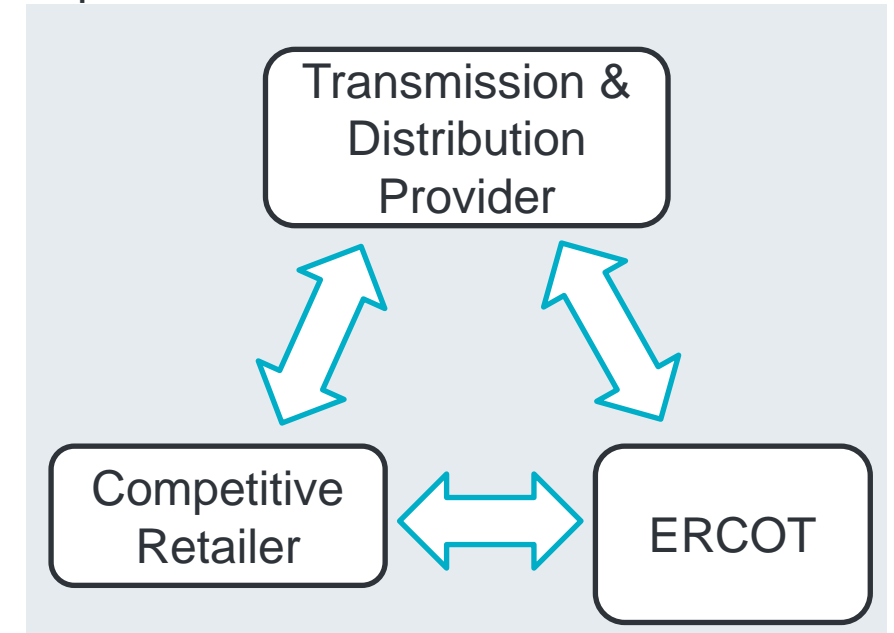 Transmission &
Distribution
Provider
Competitive
Retailer
ERCOT